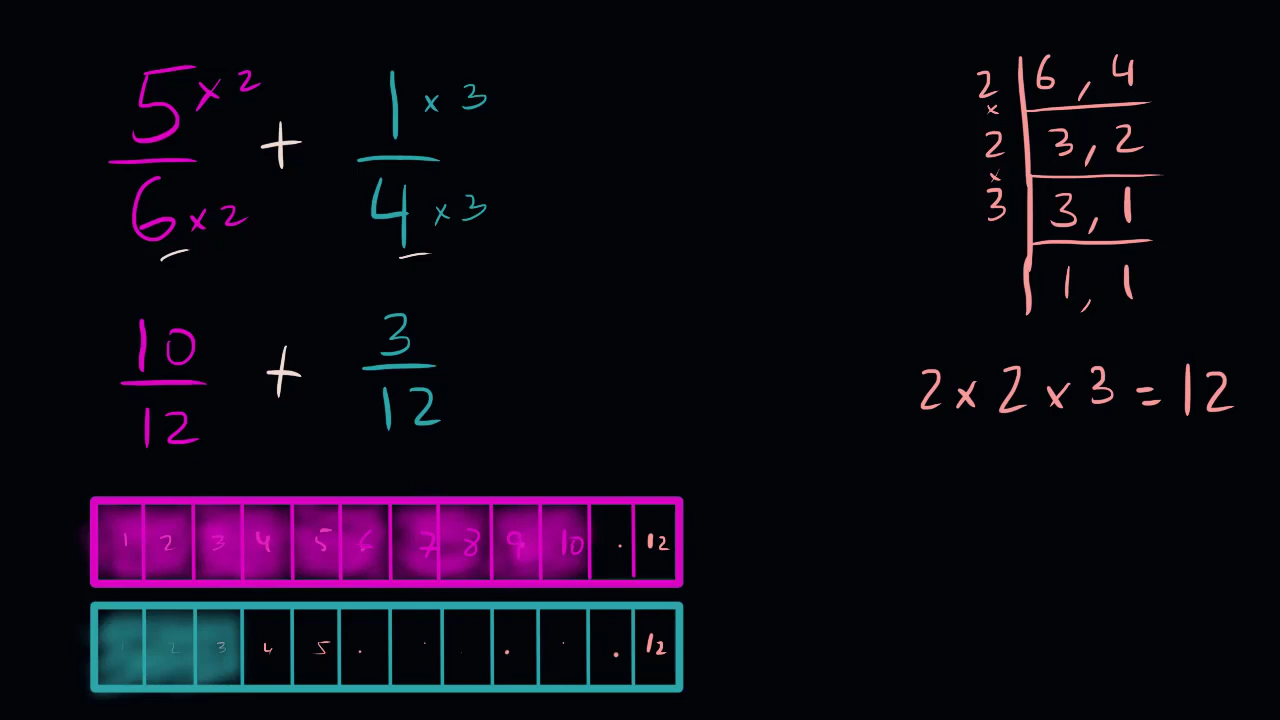 5 × 2 + 1 × 3
6 × 2 4 × 3
10 + 3
12 12
2 6 , 4
×
2 3 , 2
×
3 3 , 1
1 , 1
2 × 2 × 3 = 12
1 2 3 4 5 6 7 8 9 10 . 12
1 2 3 4 5 . . . . . . 12